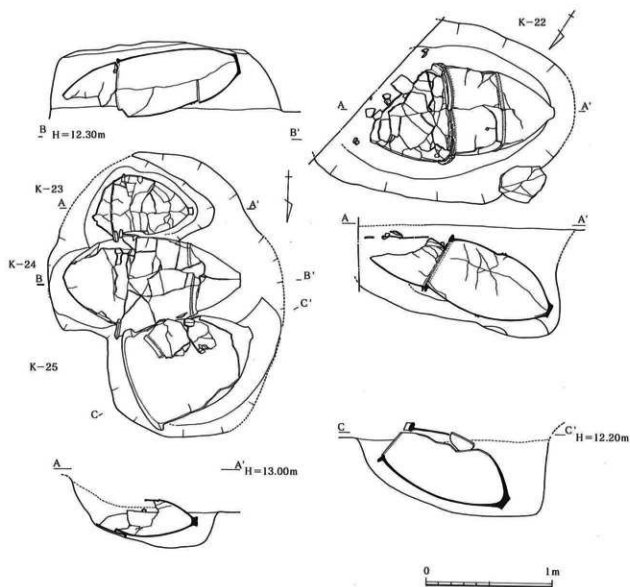 K-22
A
A'
B
H=12.30m
B'
K-23
A
A'
K-24
B
B'
C'
K-25
C
A
A'
A
A'
H=13.00m
C
C'
H=12.20m
0
1m